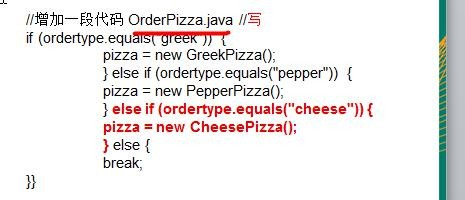 //增加一段代码 OrderPizza.java //写
if (ordertype.equals("greek")) {
pizza = new GreekPizza();
} else if (ordertype.equals("pepper")) {
pizza = new PepperPizza();
} else if (ordertype.equals("cheese")) {
pizza = new CheesePizza();
} else {
break;
}}